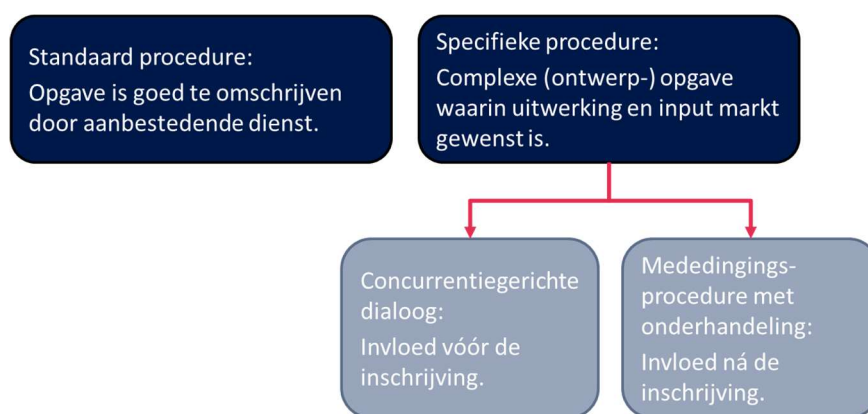 Standaard procedure:
Opgave is goed te omschrijven
door aanbestedende dienst.
Specifieke procedure:
Complexe (ontwerp-) opgave
waarin uitwerking en input markt
gewenst is.
Concurrentiegerichte
dialoog:
Invloed vóór de
inschrijving.
Mededingings-
procedure met
onderhandeling:
Invloed ná de
inschrijving.